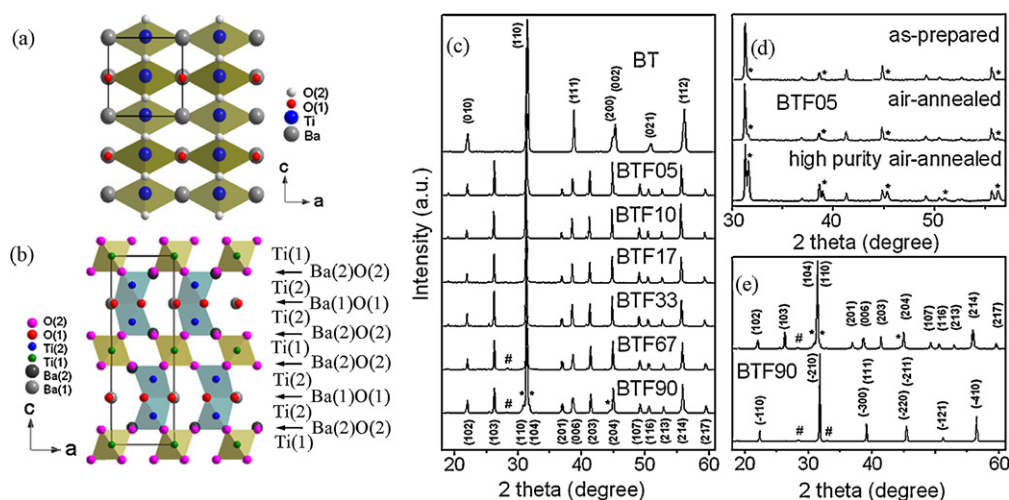 (a)
O(2)
O(1)
Ti
Ba
c
a
(b)
O(2)
O(1)
Ti(2)
Ti(1)
Ba(2)
Ba(1)
c
a
Ti(1)
Ba(2)O(2)
Ti(2)
Ba(1)O(1)
Ti(2)
Ba(2)O(2)
Ti(1)
Ba(2)O(2)
Ti(2)
Ba(1)O(1)
Ti(2)
Ba(2)O(2)
Ti(1)
(c)
Intensity (a.u.)
BT
(010)
(110)
(111)
(200)
(002)
(021)
(112)
BTF05
BTF10
BTF17
BTF33
BTF67
#
BTF90
* * *
(102) (103) (110) (104) (201) (006) (203) (204) (107) (116) (213) (214) (217)
20 30 40 50 60
2 theta (degree)
(d)
as-prepared
* * * *
BTF05
air-annealed
* * * *
high purity air-annealed
* * * * *
30 40 50
2 theta (degree)
(e)
(102) (103) # * (104) (110) * (201) (006) (203) * (204) (107) (116) (213) (214) (217)
BTF90
(-110) # (-210) # (-300) (111) (-220) (-211) (-121) (-410)
20 30 40 50 60
2 theta (degree)